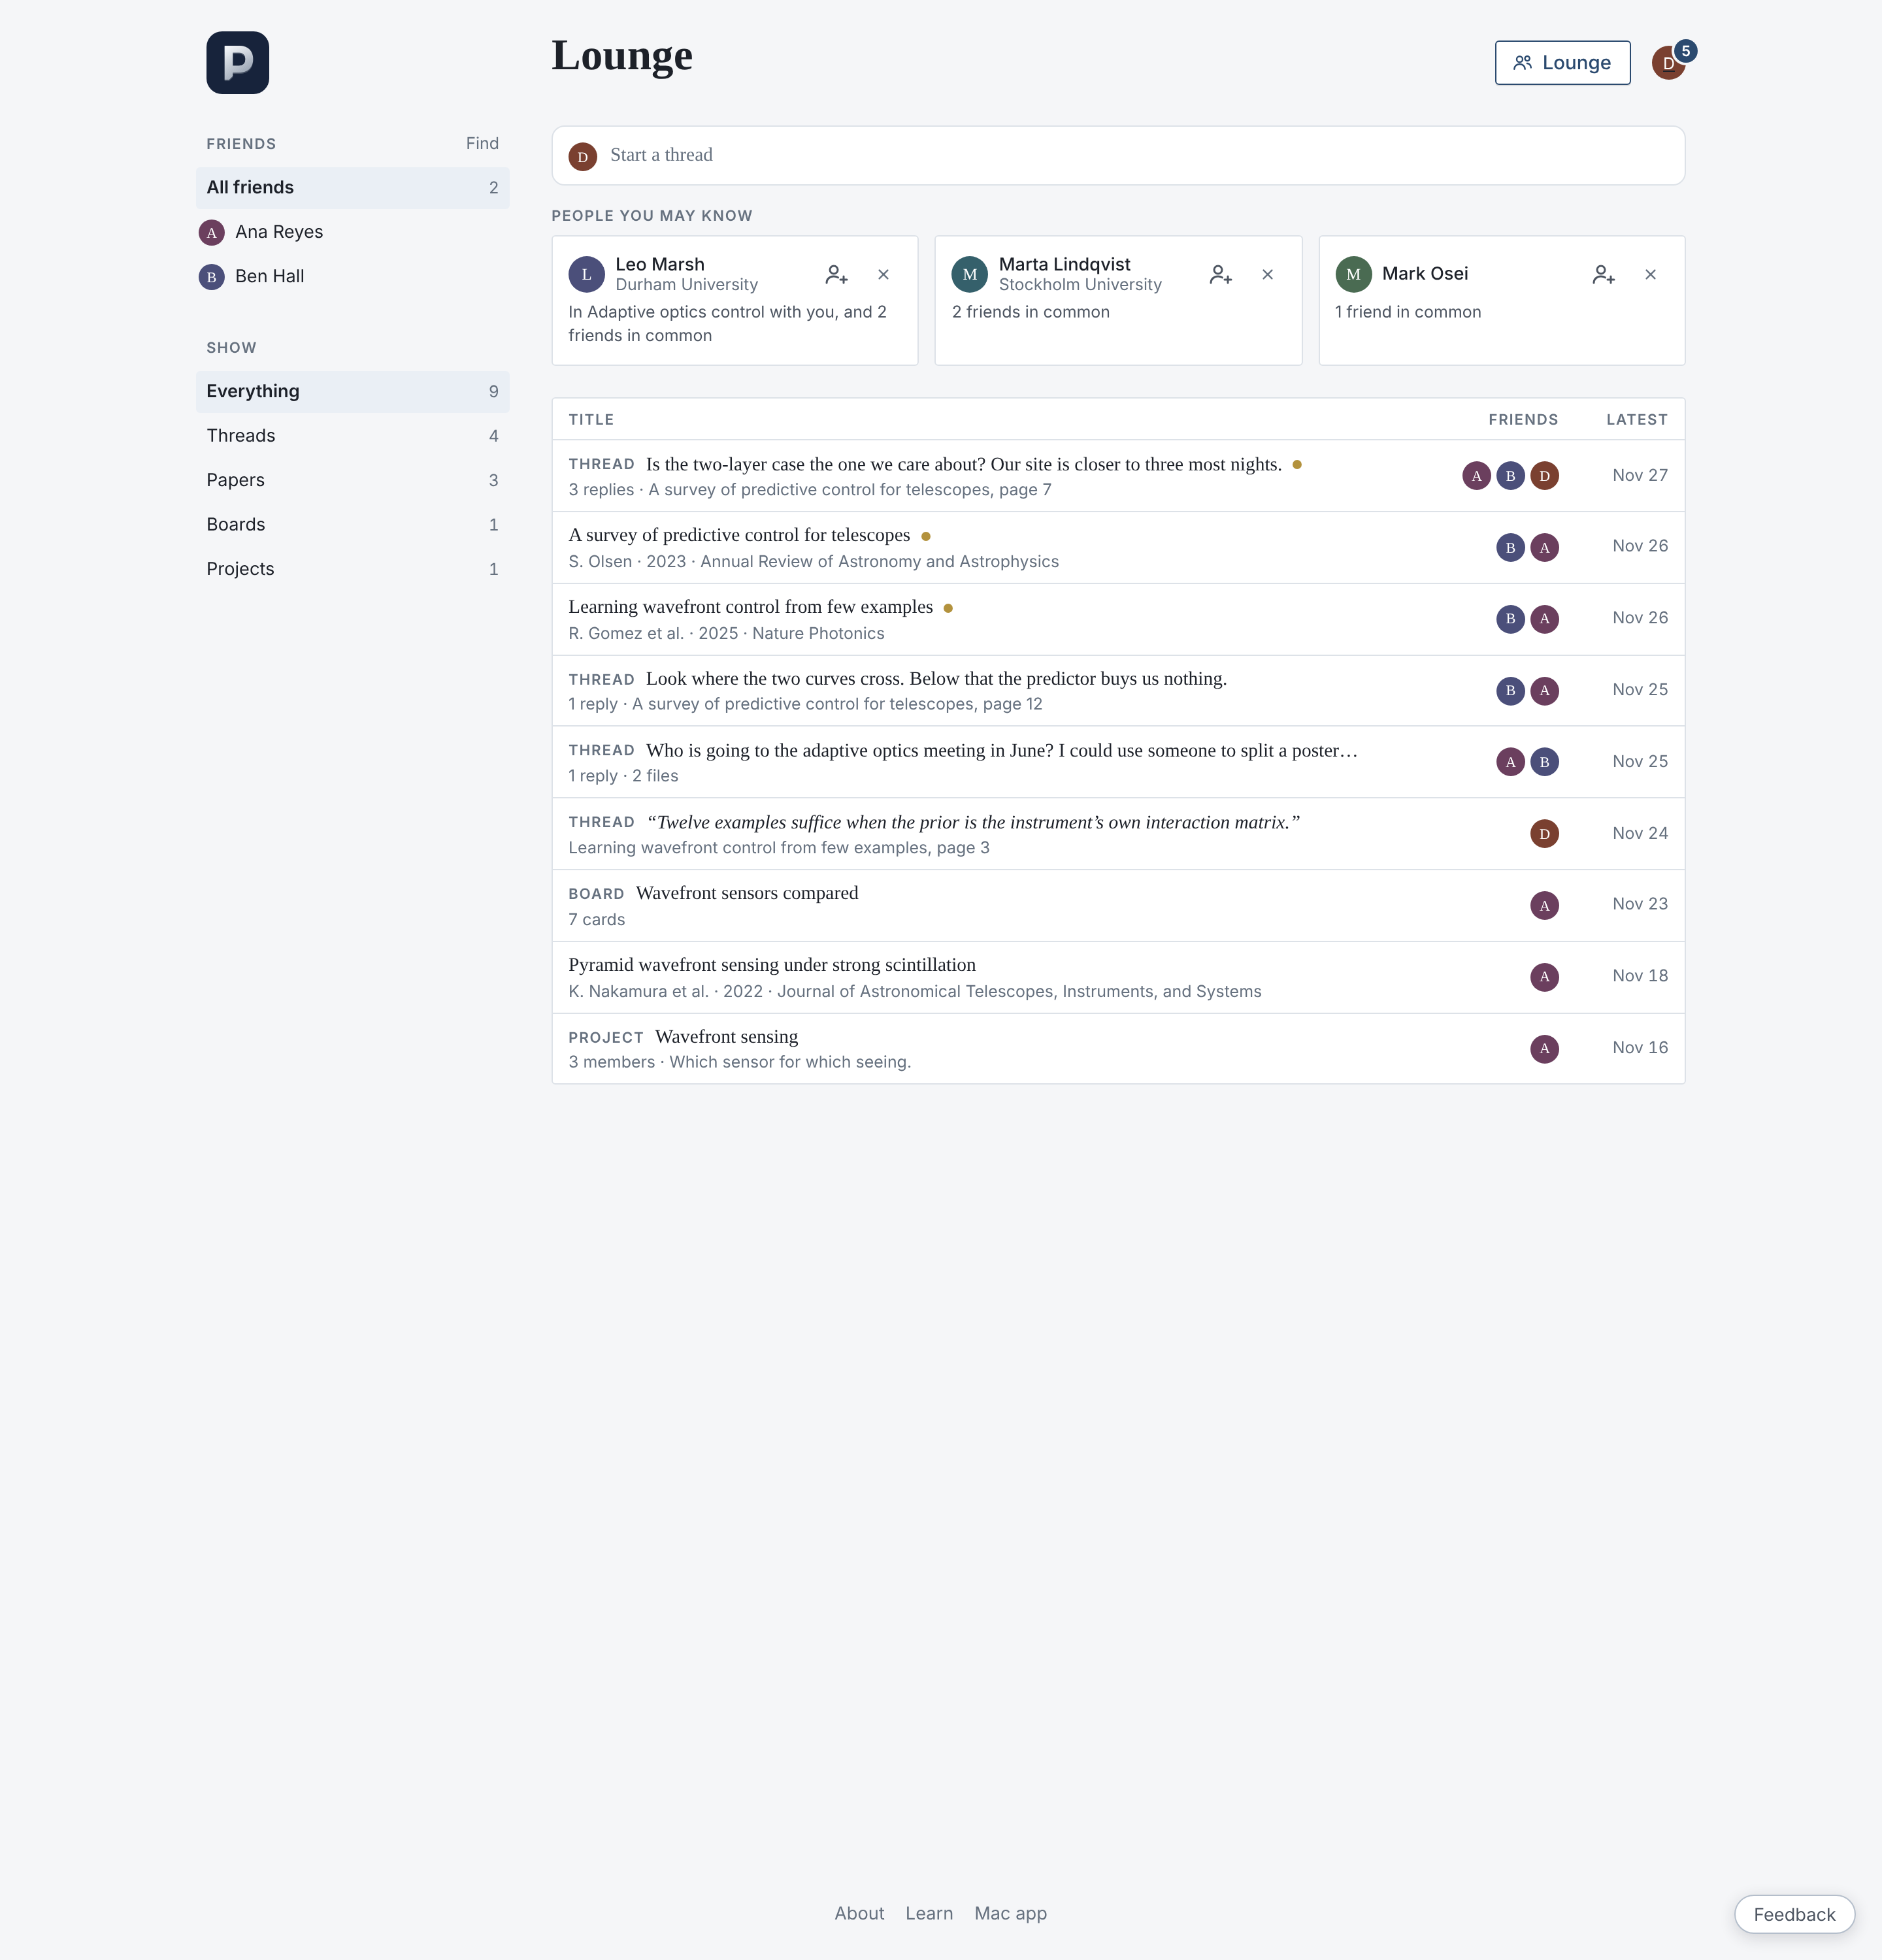 P
Lounge
Lounge
D
5
FRIENDS
Find
All friends
2
A
Ana Reyes
B
Ben Hall
SHOW
Everything
9
Threads
4
Papers
3
Boards
1
Projects
1
D
Start a thread
PEOPLE YOU MAY KNOW
L
Leo Marsh
Durham University
In Adaptive optics control with you, and 2
friends in common
M
Marta Lindqvist
Stockholm University
2 friends in common
M
Mark Osei
1 friend in common
TITLE
FRIENDS
LATEST
THREAD Is the two-layer case the one we care about? Our site is closer to three most nights.
3 replies · A survey of predictive control for telescopes, page 7
A B D
Nov 27
A survey of predictive control for telescopes
S. Olsen · 2023 · Annual Review of Astronomy and Astrophysics
B A
Nov 26
Learning wavefront control from few examples
R. Gomez et al. · 2025 · Nature Photonics
B A
Nov 26
THREAD Look where the two curves cross. Below that the predictor buys us nothing.
1 reply · A survey of predictive control for telescopes, page 12
B A
Nov 25
THREAD Who is going to the adaptive optics meeting in June? I could use someone to split a poster…
1 reply · 2 files
A B
Nov 25
THREAD “Twelve examples suffice when the prior is the instrument’s own interaction matrix.”
Learning wavefront control from few examples, page 3
D
Nov 24
BOARD Wavefront sensors compared
7 cards
A
Nov 23
Pyramid wavefront sensing under strong scintillation
K. Nakamura et al. · 2022 · Journal of Astronomical Telescopes, Instruments, and Systems
A
Nov 18
PROJECT Wavefront sensing
3 members · Which sensor for which seeing.
A
Nov 16
About
Learn
Mac app
Feedback